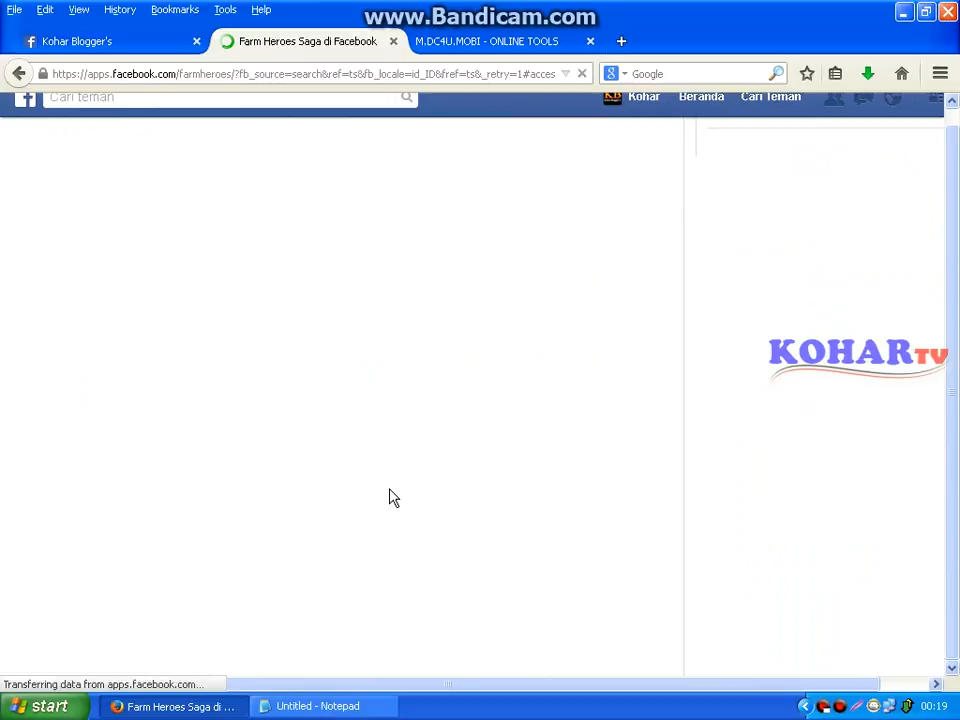 File Edit View History Bookmarks Tools Help
www.Bandicam.com
Kohar Blogger's
Farm Heroes Saga di Facebook
M.DC4U.MOBI - ONLINE TOOLS
https://apps.facebook.com/farmheroes/?fb_source=search&ref=ts&fb_locale=id_ID&fref=ts&_retry=1#acces
Google
Cari teman
Kohar Beranda Cari Teman
KOHAR TV
Transferring data from apps.facebook.com...
start
Farm Heroes Saga di ...
Untitled - Notepad
00:19